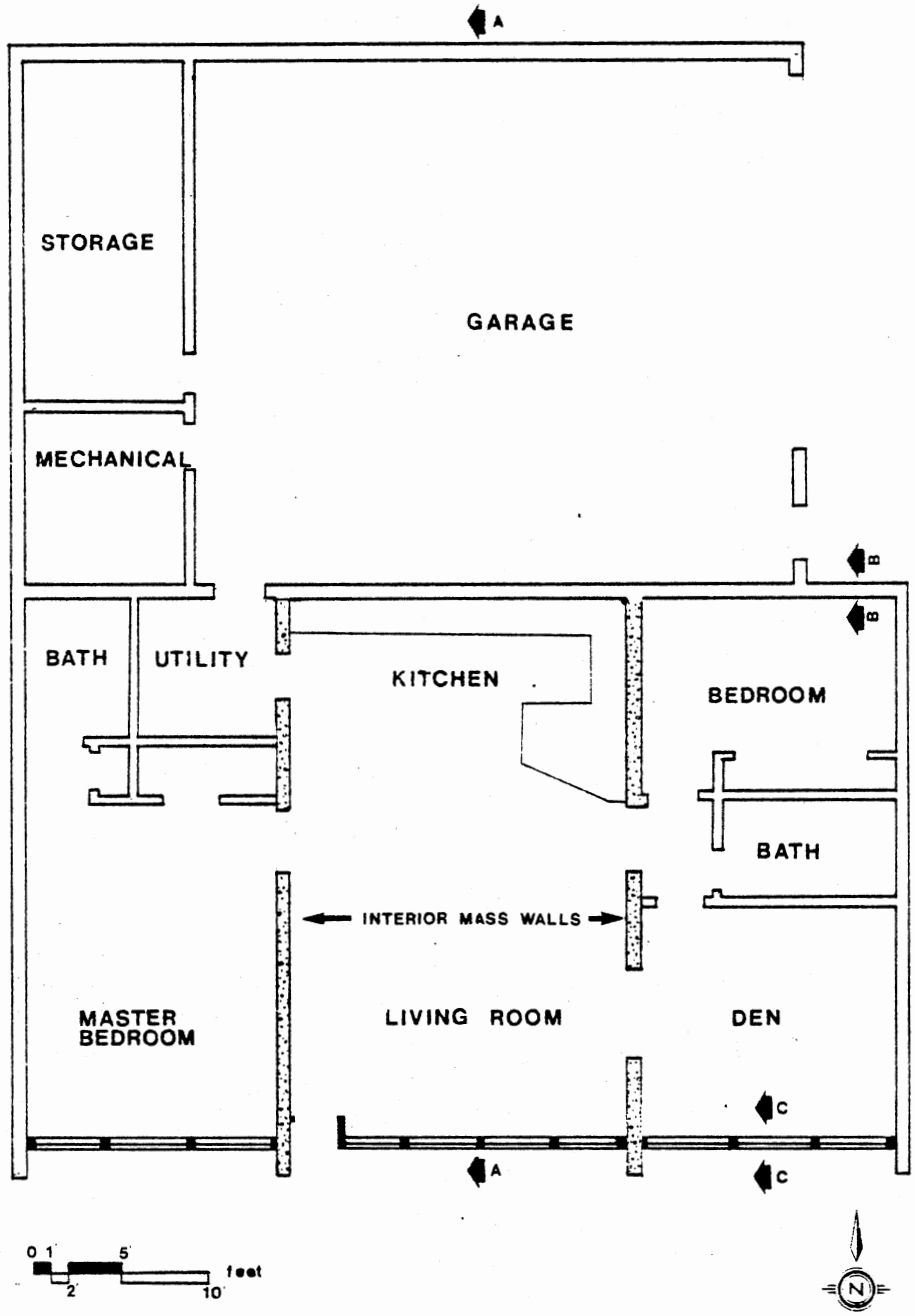 A
STORAGE
GARAGE
MECHANICAL
B
B
BATH
UTILITY
KITCHEN
BEDROOM
BATH
INTERIOR MASS WALLS
MASTER
BEDROOM
LIVING ROOM
DEN
C
A
C
0 1' 5'
feet
2' 10'
N